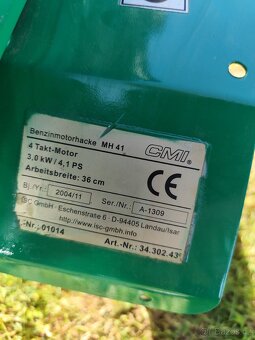 Benzinmotorhacke MH 41
CMI
4 Takt-Motor
3,0 kW / 4,1 PS
Arbeitsbreite: 36 cm
Bj./Yr.: 2004/11 Ser./Nr.: A-1309
CE
ISC GmbH · Eschenstraße 6 · D-94405 Landau/Isar
http://www.isc-gmbh.info
-Nr.: 01014 Art.-Nr.: 34.302.43